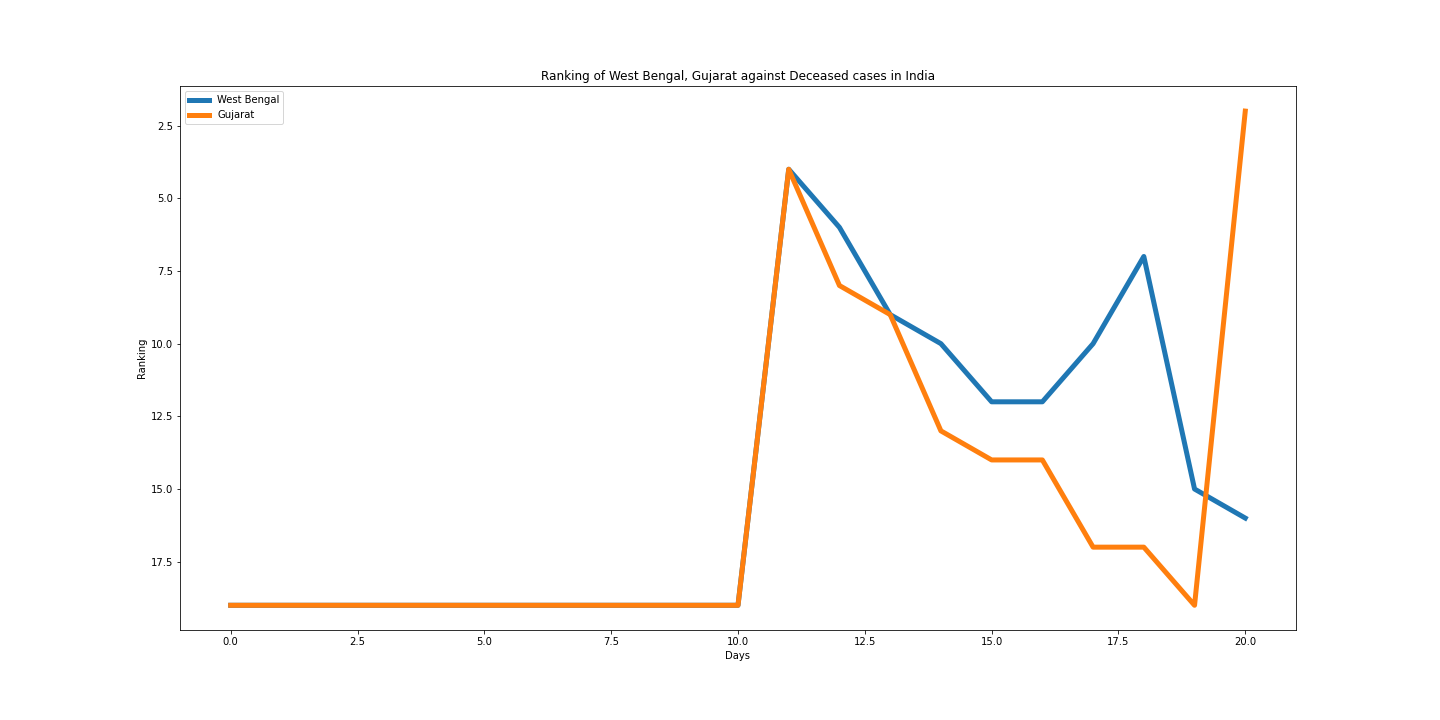 Ranking of West Bengal, Gujarat against Deceased cases in India
West Bengal
Gujarat
2.5
5.0
7.5
10.0
12.5
15.0
17.5
Ranking
0.0 2.5 5.0 7.5 10.0 12.5 15.0 17.5 20.0
Days